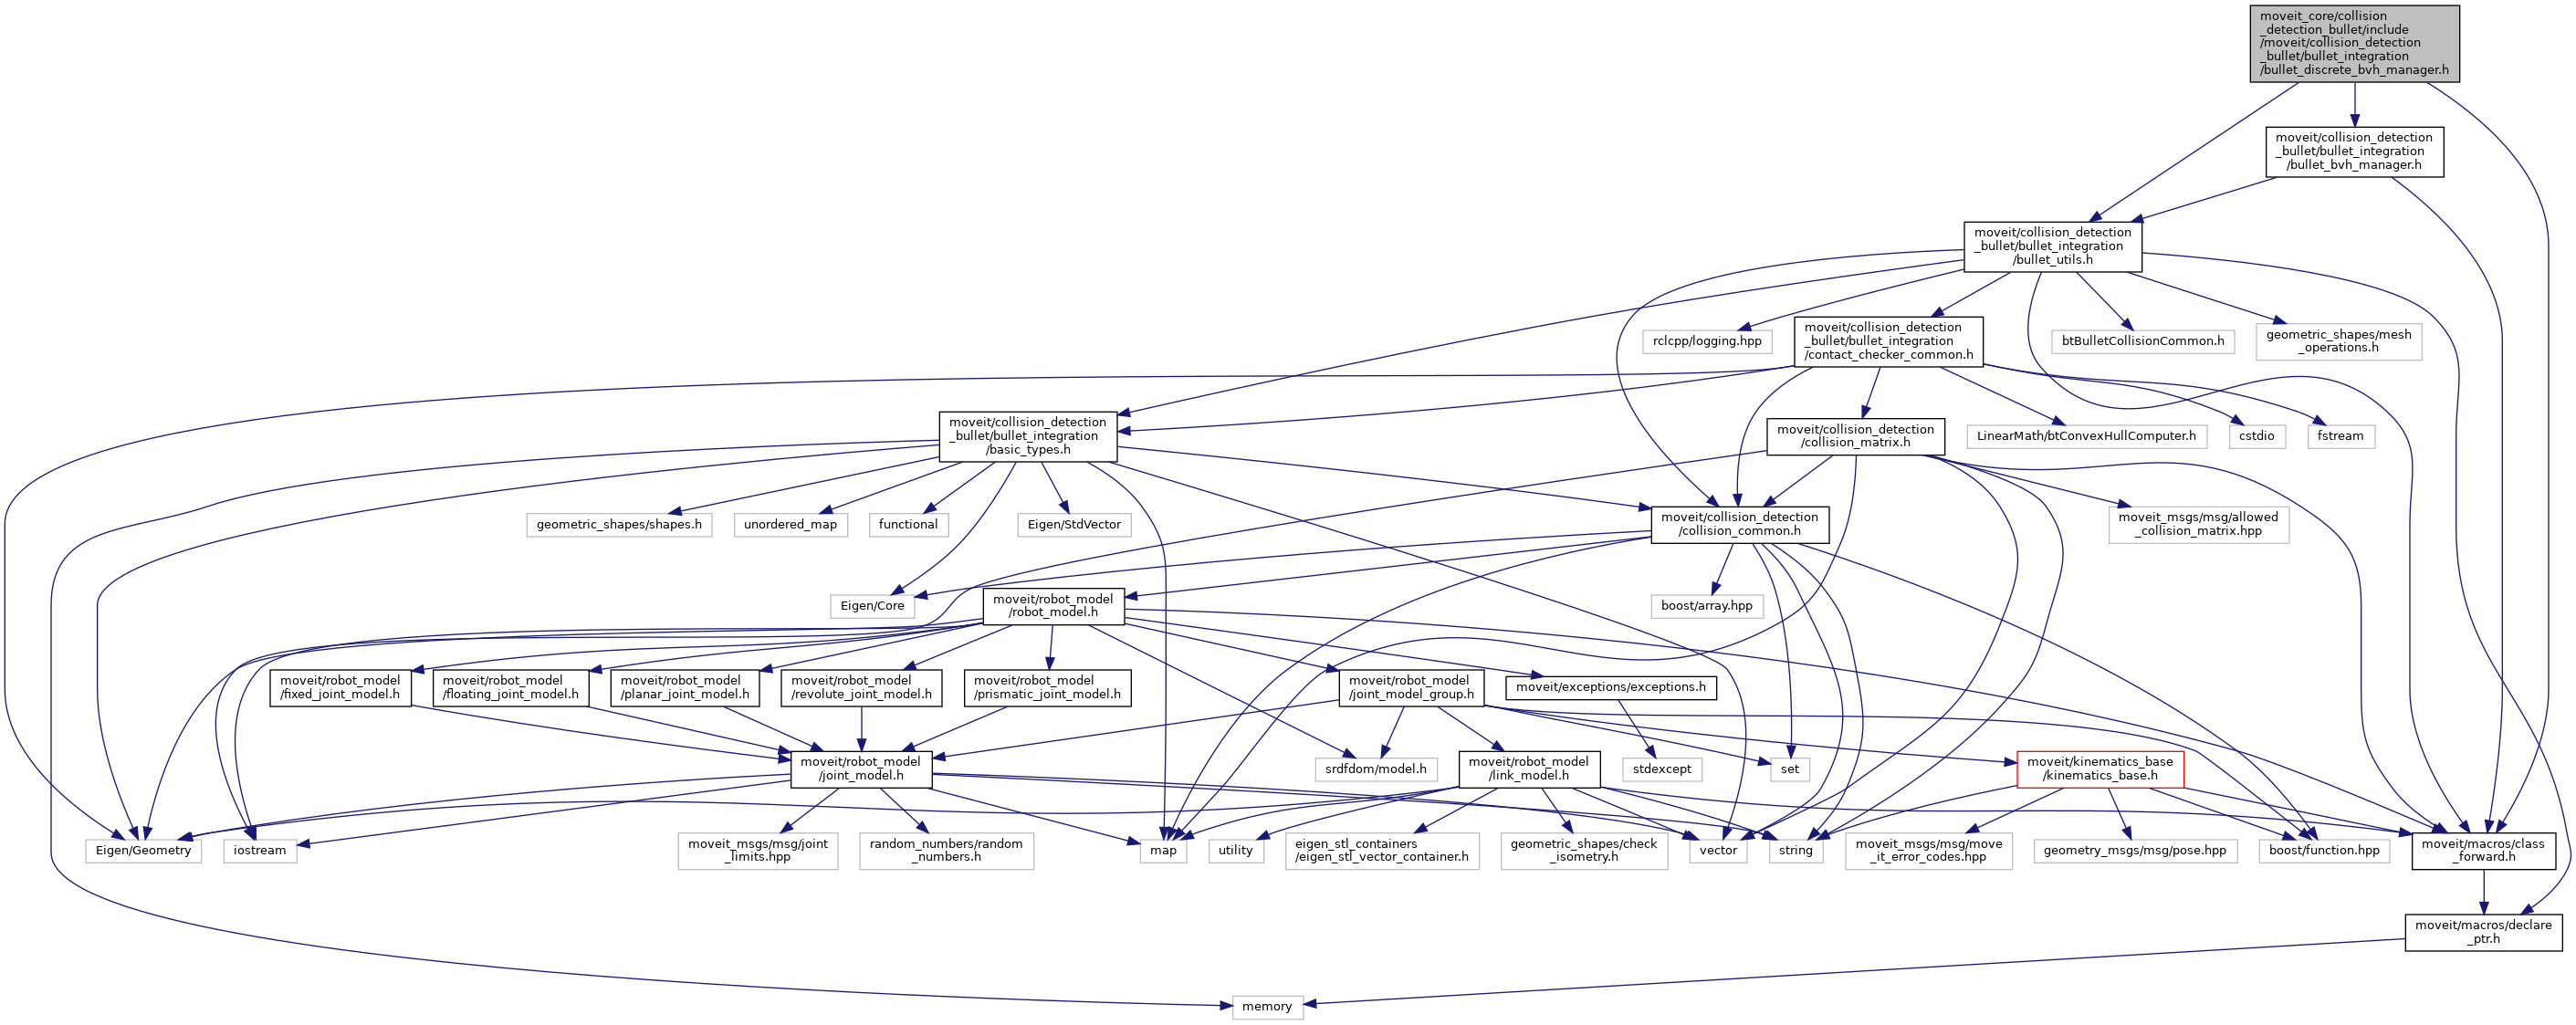 moveit_core/collision
_detection_bullet/include
/moveit/collision_detection
_bullet/bullet_integration
/bullet_discrete_bvh_manager.h
moveit/collision_detection
_bullet/bullet_integration
/bullet_bvh_manager.h
moveit/collision_detection
_bullet/bullet_integration
/bullet_utils.h
rclcpp/logging.hpp
moveit/collision_detection
_bullet/bullet_integration
/contact_checker_common.h
btBulletCollisionCommon.h
geometric_shapes/mesh
_operations.h
moveit/collision_detection
_bullet/bullet_integration
/basic_types.h
moveit/collision_detection
/collision_matrix.h
LinearMath/btConvexHullComputer.h
cstdio
fstream
geometric_shapes/shapes.h
unordered_map
functional
Eigen/StdVector
moveit/collision_detection
/collision_common.h
moveit_msgs/msg/allowed
_collision_matrix.hpp
Eigen/Core
moveit/robot_model
/robot_model.h
boost/array.hpp
moveit/robot_model
/fixed_joint_model.h
moveit/robot_model
/floating_joint_model.h
moveit/robot_model
/planar_joint_model.h
moveit/robot_model
/revolute_joint_model.h
moveit/robot_model
/prismatic_joint_model.h
moveit/robot_model
/joint_model_group.h
moveit/exceptions/exceptions.h
moveit/robot_model
/joint_model.h
srdfdom/model.h
moveit/robot_model
/link_model.h
stdexcept
set
moveit/kinematics_base
/kinematics_base.h
Eigen/Geometry
iostream
moveit_msgs/msg/joint
_limits.hpp
random_numbers/random
_numbers.h
map
utility
eigen_stl_containers
/eigen_stl_vector_container.h
geometric_shapes/check
_isometry.h
vector
string
moveit_msgs/msg/move
_it_error_codes.hpp
geometry_msgs/msg/pose.hpp
boost/function.hpp
moveit/macros/class
_forward.h
moveit/macros/declare
_ptr.h
memory